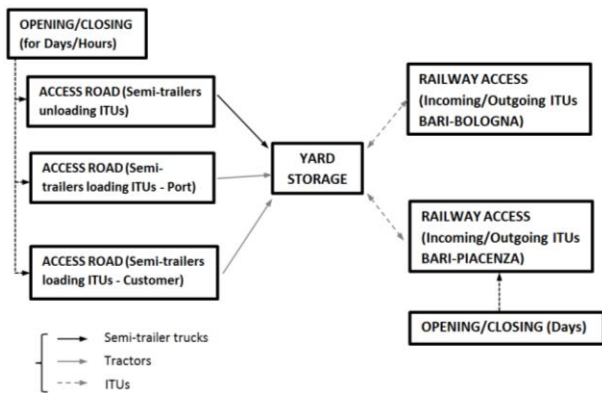 OPENING/CLOSING
(for Days/Hours)
ACCESS ROAD (Semi-trailers
unloading ITUs)
ACCESS ROAD (Semi-
trailers loading ITUs - Port)
ACCESS ROAD (Semi-trailers
loading ITUs - Customer)
YARD
STORAGE
RAILWAY ACCESS
(Incoming/Outgoing ITUs
BARI-BOLOGNA)
RAILWAY ACCESS
(Incoming/Outgoing ITUs
BARI-PIACENZA)
OPENING/CLOSING (Days)
Semi-trailer trucks
Tractors
ITUs